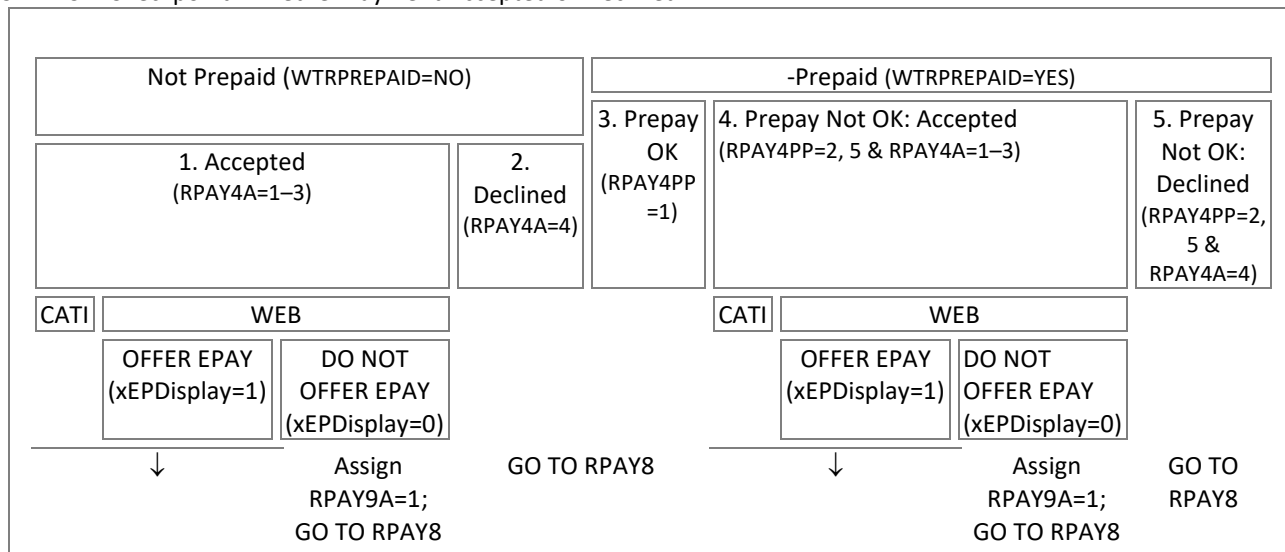 Not Prepaid (WTRPREPAID=NO)
-Prepaid (WTRPREPAID=YES)
1. Accepted
(RPAY4A=1–3)
2.
Declined
(RPAY4A=4)
3. Prepay
OK
(RPAY4PP
=1)
4. Prepay Not OK: Accepted
(RPAY4PP=2, 5 & RPAY4A=1–3)
5. Prepay
Not OK:
Declined
(RPAY4PP=2,
5 &
RPAY4A=4)
CATI
WEB
CATI
WEB
OFFER EPAY
(xEPDisplay=1)
DO NOT
OFFER EPAY
(xEPDisplay=0)
OFFER EPAY
(xEPDisplay=1)
DO NOT
OFFER EPAY
(xEPDisplay=0)
↓
Assign
RPAY9A=1;
GO TO RPAY8
GO TO RPAY8
↓
Assign
RPAY9A=1;
GO TO RPAY8
GO TO
RPAY8